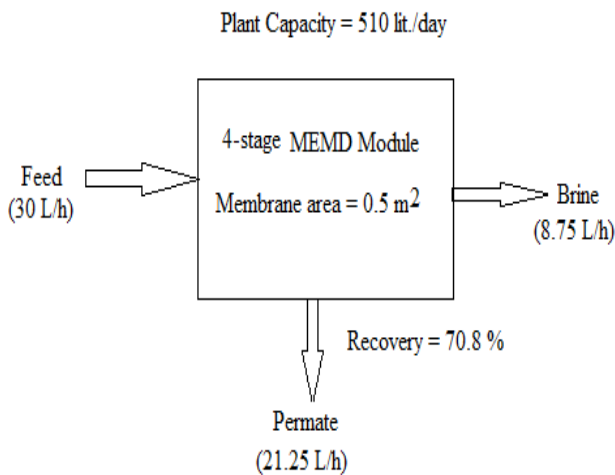 Plant Capacity = 510 lit./day
4-stage MEMD Module
Membrane area = 0.5 m²
Feed
(30 L/h)
Brine
(8.75 L/h)
Recovery = 70.8 %
Permate
(21.25 L/h)